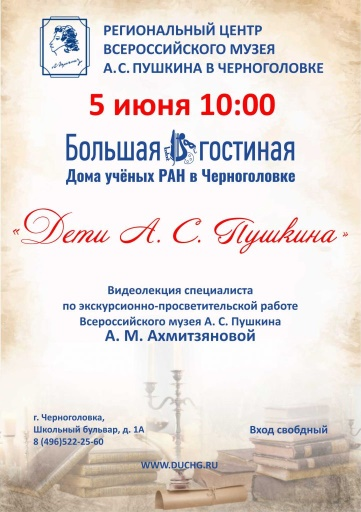 РЕГИОНАЛЬНЫЙ ЦЕНТР
ВСЕРОССИЙСКОГО МУЗЕЯ
А.С. ПУШКИНА В ЧЕРНОГОЛОВКЕ
5 июня 10:00
Большая гостиная
Дома учёных РАН в Черноголовке
«Дети А. С. Пушкина»
Видеолекция специалиста
по экскурсионно-просветительской работе
Всероссийского музея А. С. Пушкина
А. М. Ахмитзяновой
г. Черноголовка,
Школьный бульвар, д. 1А
8 (496)522-25-60
Вход свобдный
WWW.DUCHG.RU